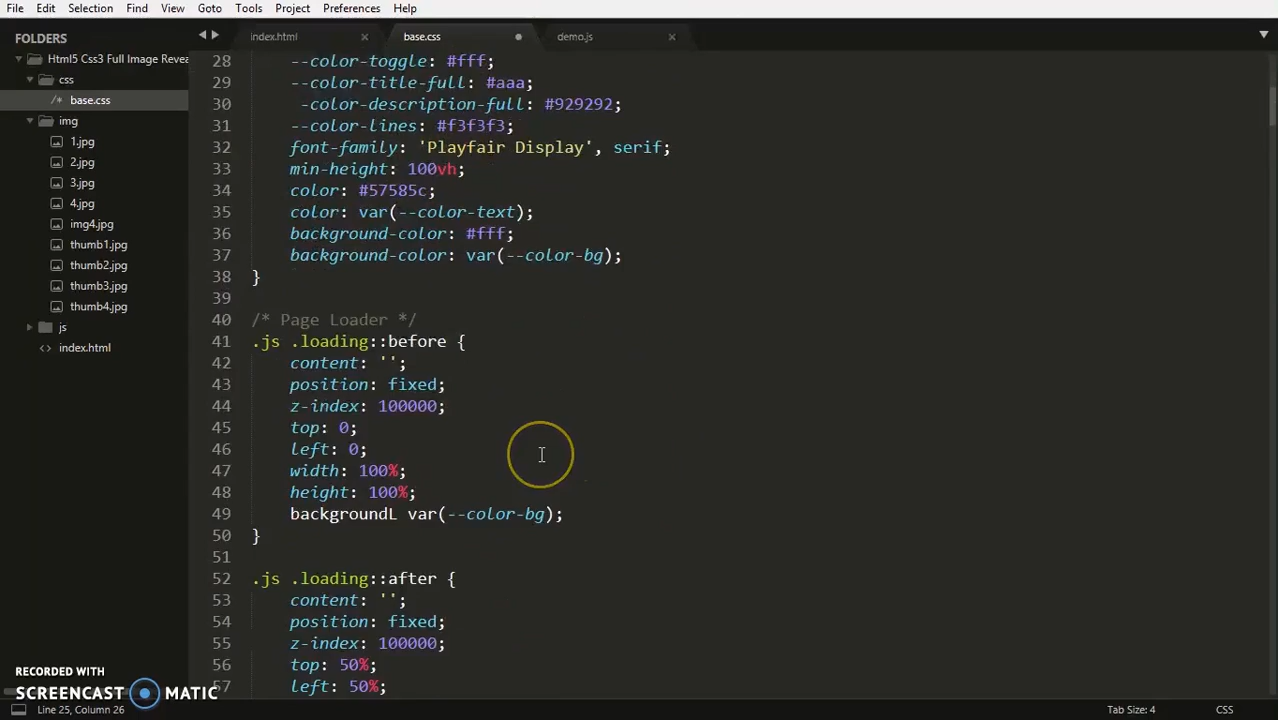 File Edit Selection Find View Goto Tools Project Preferences Help
FOLDERS
Html5 Css3 Full Image Revea
css
/* base.css
img
1.jpg
2.jpg
3.jpg
4.jpg
img4.jpg
thumb1.jpg
thumb2.jpg
thumb3.jpg
thumb4.jpg
js
<> index.html
index.html × base.css demo.js ×
28 --color-toggle: #fff;
29 --color-title-full: #aaa;
30 -color-description-full: #929292;
31 --color-lines: #f3f3f3;
32 font-family: 'Playfair Display', serif;
33 min-height: 100vh;
34 color: #57585c;
35 color: var(--color-text);
36 background-color: #fff;
37 background-color: var(--color-bg);
38 }
39
40 /* Page Loader */
41 .js .loading::before {
42 content: '';
43 position: fixed;
44 z-index: 100000;
45 top: 0;
46 left: 0;
47 width: 100%;
48 height: 100%;
49 backgroundL var(--color-bg);
50 }
51
52 .js .loading::after {
53 content: '';
54 position: fixed;
55 z-index: 100000;
56 top: 50%;
57 left: 50%;
RECORDED WITH
SCREENCAST MATIC
Line 25, Column 26
Tab Size: 4
CSS